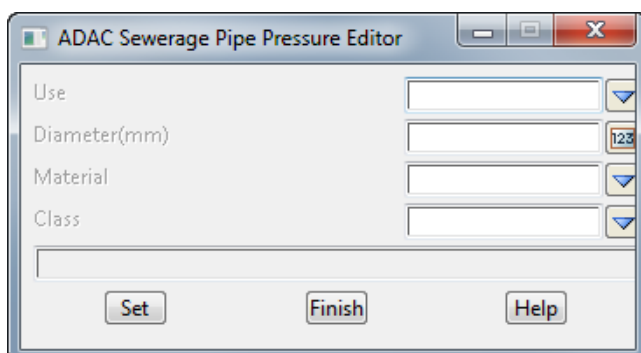 ADAC Sewerage Pipe Pressure Editor
Use
Diameter(mm)
123
Material
Class
Set Finish Help